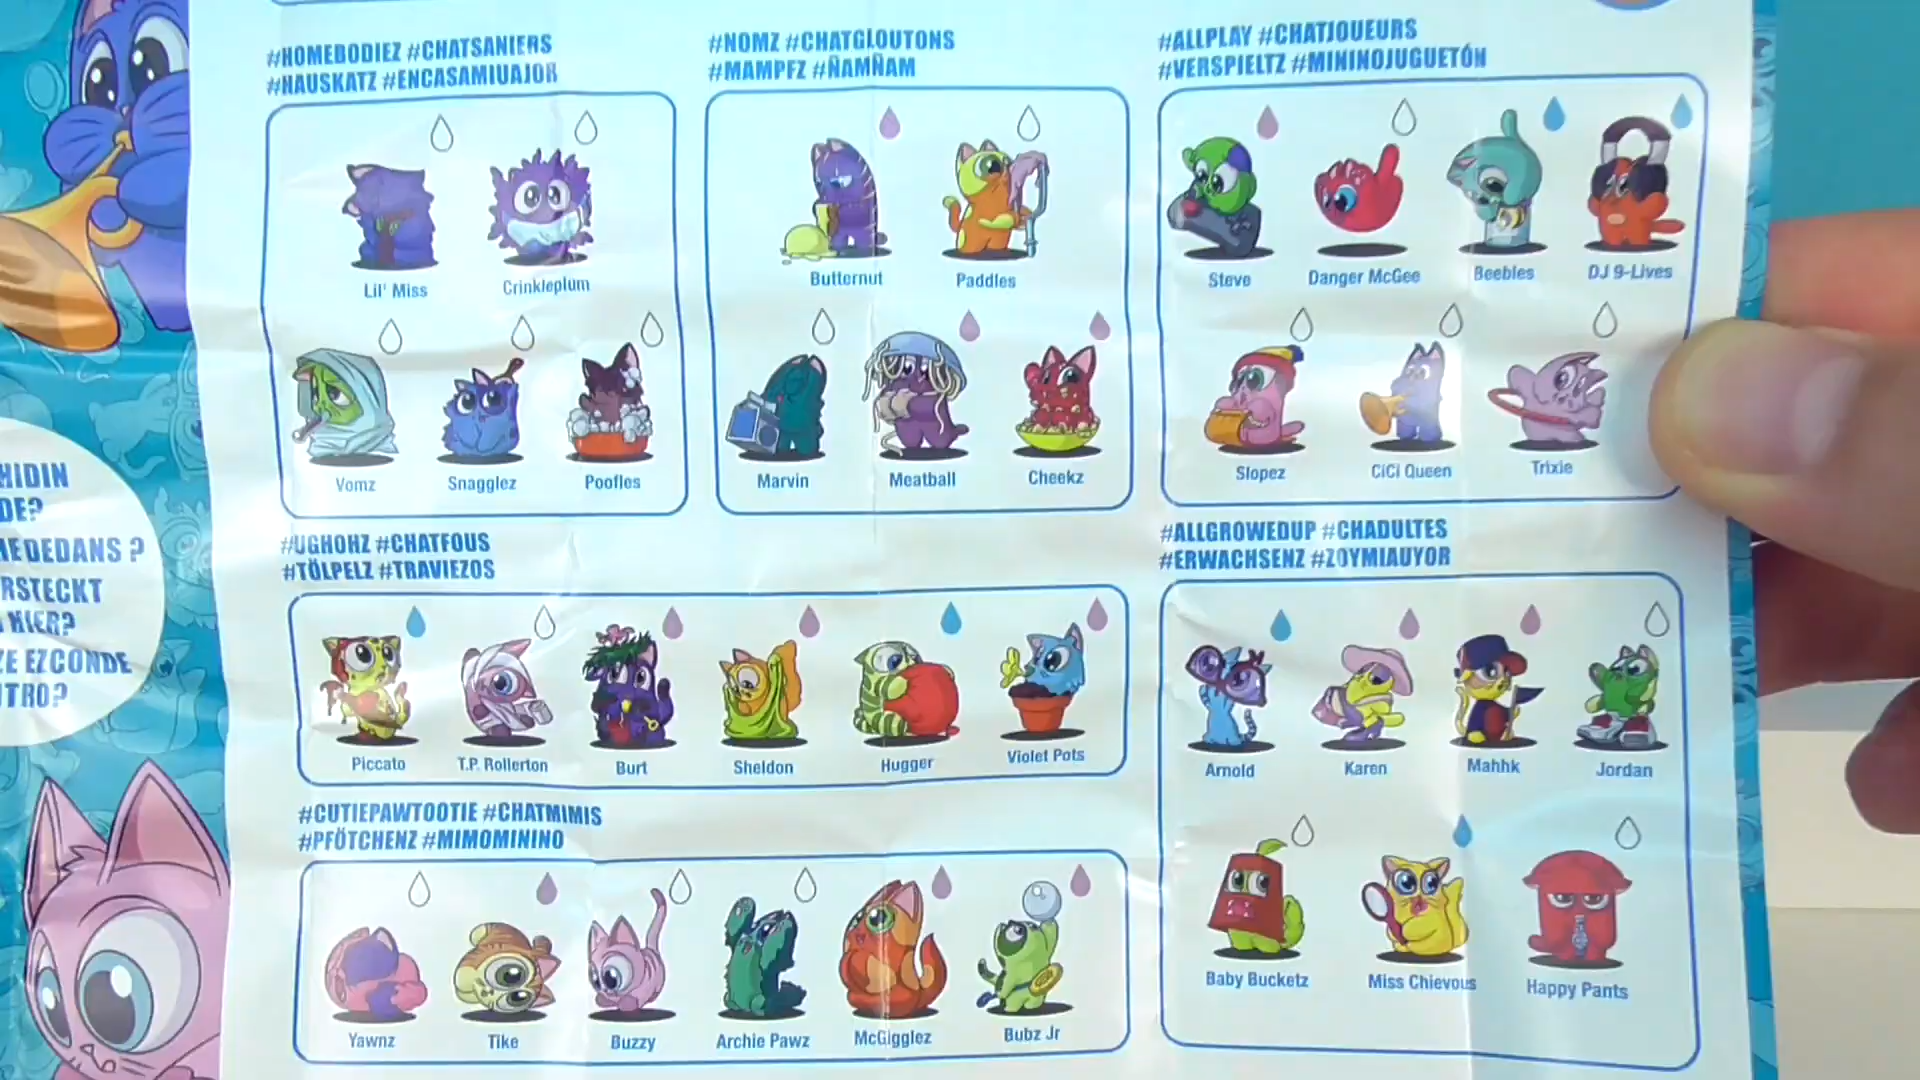 #HOMEBODIEZ #CHATSANIERS
#HAUSKATZ #ENCASAMIUAJOR
Lil' Miss
Crinkleplum
Vomz
Snagglez
Poofles
#NOMZ #CHATGLOUTONS
#MAMPFZ #ÑAMÑAM
Butternut
Paddles
Marvin
Meatball
Cheekz
#ALLPLAY #CHATJOUEURS
#VERSPIELTZ #MININOJUGUETÓN
Steve
Danger McGee
Beebles
DJ 9-Lives
Slopez
CiCi Queen
Trixie
#UGHOHZ #CHATFOUS
#TÖLPELZ #TRAVIEZOS
Piccato
T.P. Rollerton
Burt
Sheldon
Hugger
Violet Pots
#CUTIEPAWTOOTIE #CHATMIMIS
#PFÖTCHENZ #MIMOMININO
Yawnz
Tike
Buzzy
Archie Pawz
McGigglez
Bubz Jr
#ALLGROWEDUP #CHADULTES
#ERWACHSENZ #ZOYMIAUYOR
Arnold
Karen
Mahhk
Jordan
Baby Bucketz
Miss Chievous
Happy Pants
HIDIN
DE?
DEDANS ?
RSTECKT
HIER?
EZCONDE
TRO?